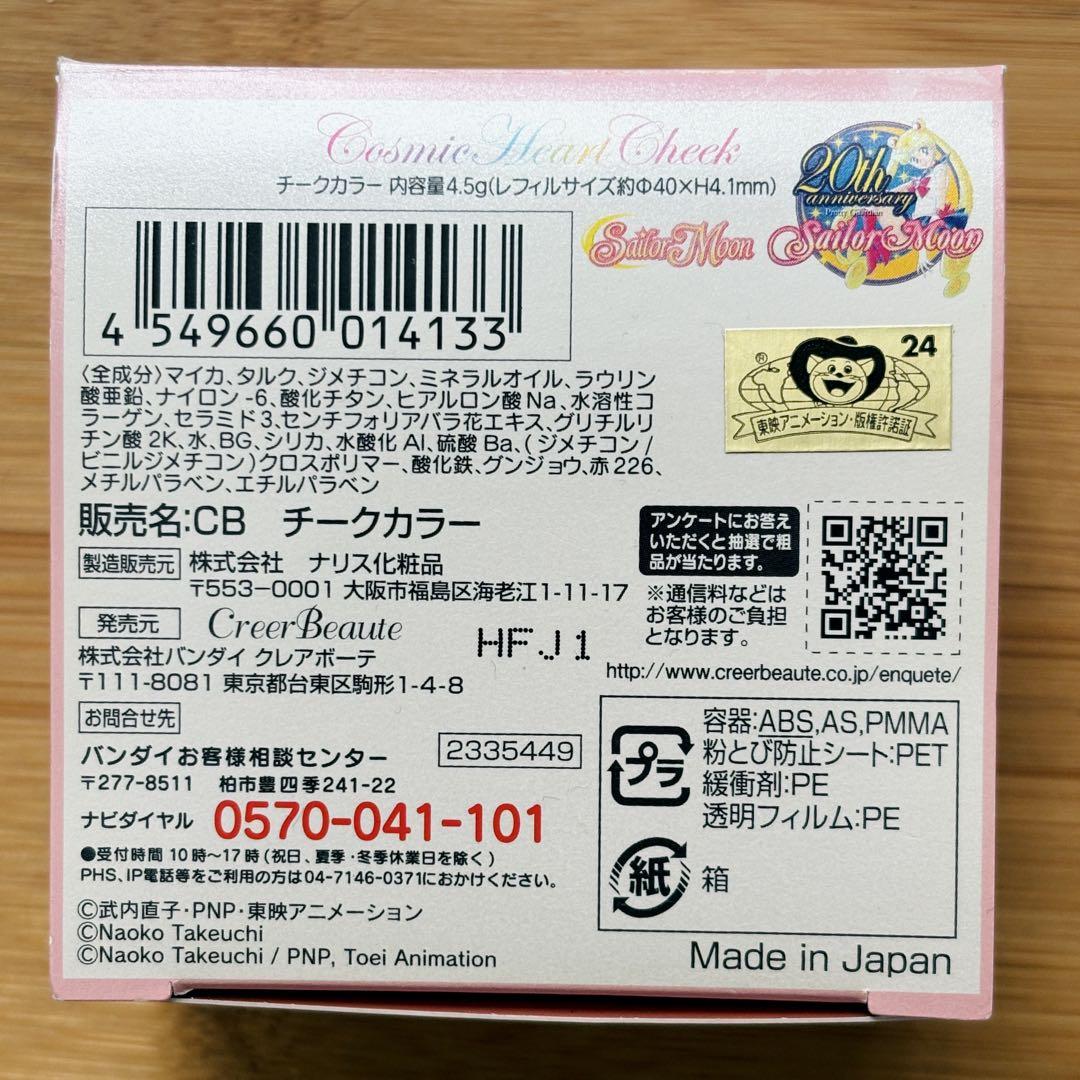 Cosmic Heart Cheek
チークカラー 内容量4.5g(レフィルサイズ約Φ40×H4.1mm)
20th
anniversary
Pretty Guardian
Sailor Moon
Sailor Moon
4 549660 014133
24
東映アニメーション・版権許諾証
〈全成分〉マイカ、タルク、ジメチコン、ミネラルオイル、ラウリン
酸亜鉛、ナイロン-6、酸化チタン、ヒアルロン酸Na、水溶性コ
ラーゲン、セラミド3、センチフォリアバラ花エキス、グリチルリ
チン酸2K、水、BG、シリカ、水酸化Al、硫酸Ba、(ジメチコン/
ビニルジメチコン)クロスポリマー、酸化鉄、グンジョウ、赤226、
メチルパラベン、エチルパラベン
販売名:CB チークカラー
製造販売元 株式会社 ナリス化粧品
〒553-0001 大阪市福島区海老江1-11-17
発売元 CreerBeaute
株式会社バンダイ クレアボーテ
〒111-8081 東京都台東区駒形1-4-8
HFJ1
アンケートにお答え
いただくと抽選で粗
品が当たります。
※通信料などは
お客様のご負担
となります。
http://www.creerbeaute.co.jp/enquete/
お問合せ先
バンダイお客様相談センター
2335449
〒277-8511 柏市豊四季241-22
ナビダイヤル 0570-041-101
●受付時間 10時〜17時(祝日、夏季・冬季休業日を除く)
PHS、IP電話等をご利用の方は04-7146-0371におかけください。
©武内直子・PNP・東映アニメーション
©Naoko Takeuchi
©Naoko Takeuchi / PNP, Toei Animation
プラ
容器:ABS,AS,PMMA
粉とび防止シート:PET
緩衝剤:PE
透明フィルム:PE
紙 箱
Made in Japan